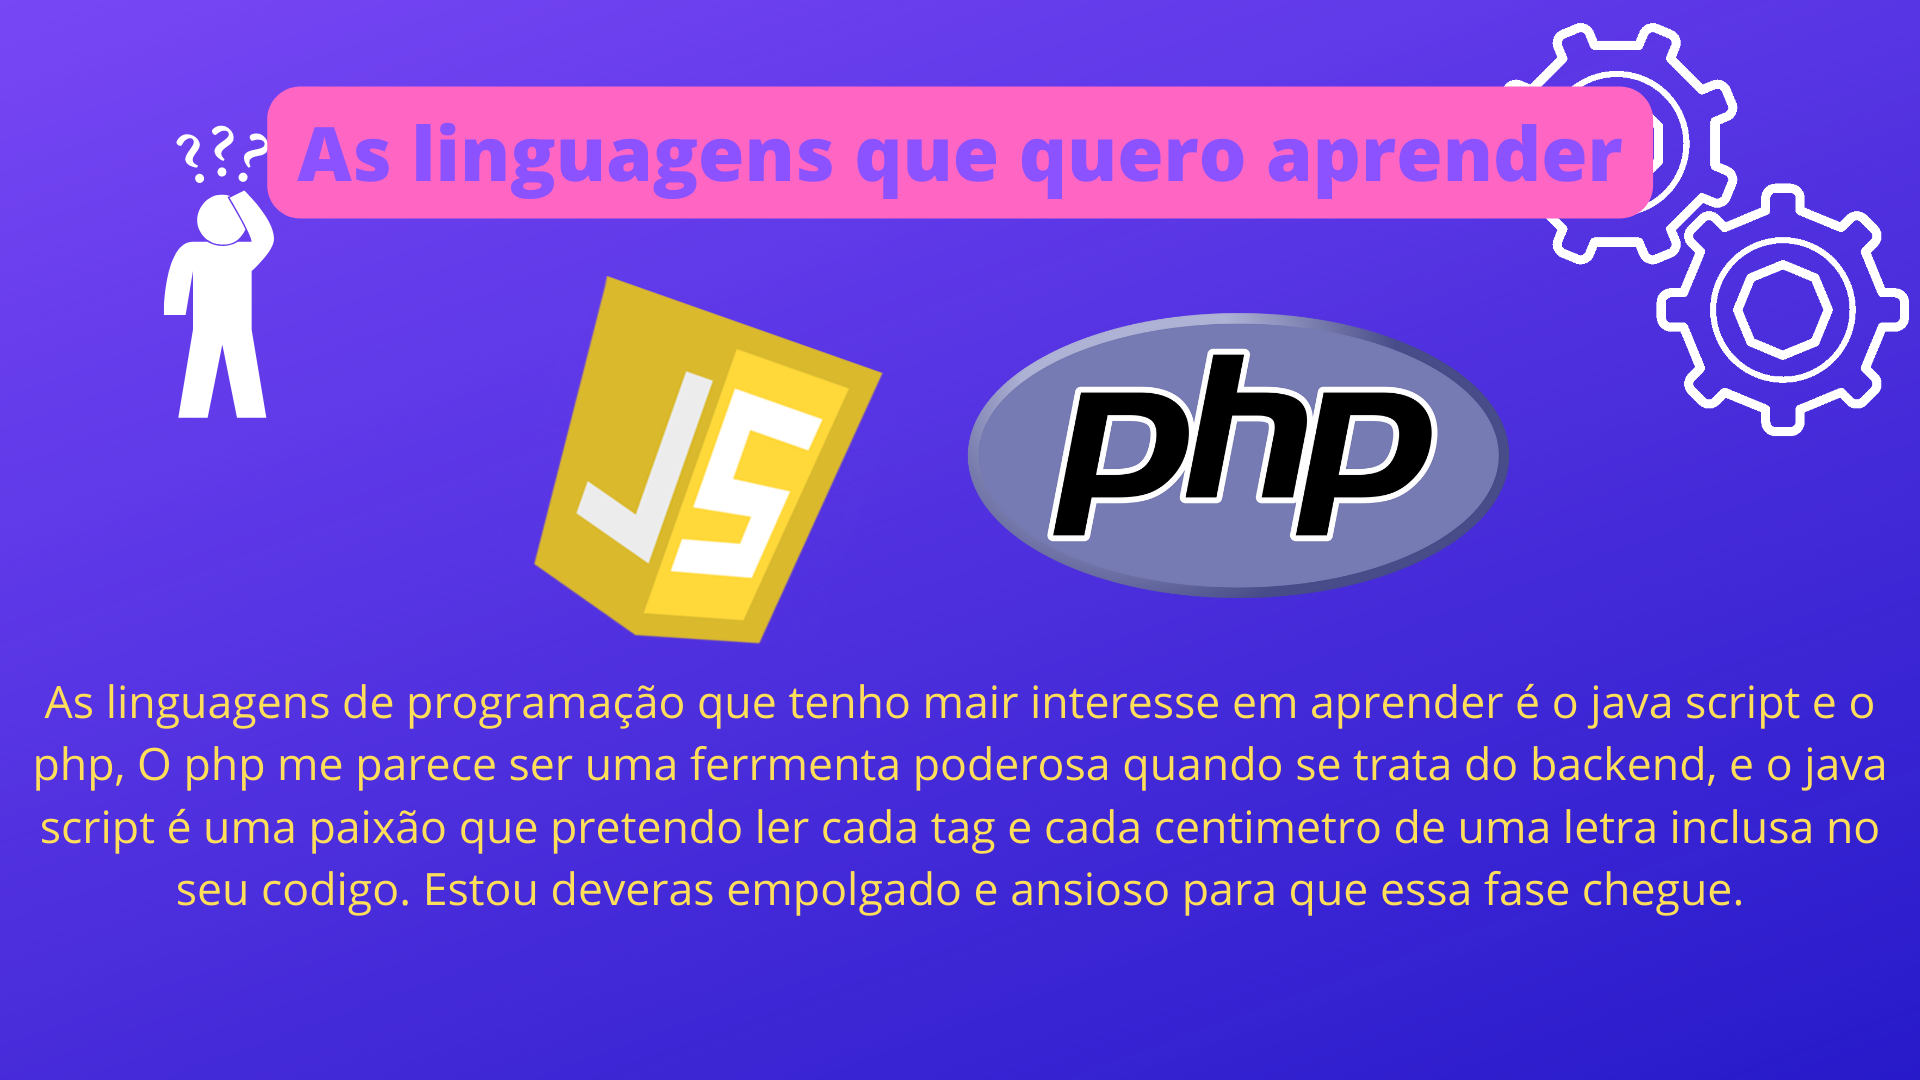 ???
As linguagens que quero aprender
JS
php
As linguagens de programação que tenho mair interesse em aprender é o java script e o
php, O php me parece ser uma ferrmenta poderosa quando se trata do backend, e o java
script é uma paixão que pretendo ler cada tag e cada centimetro de uma letra inclusa no
seu codigo. Estou deveras empolgado e ansioso para que essa fase chegue.